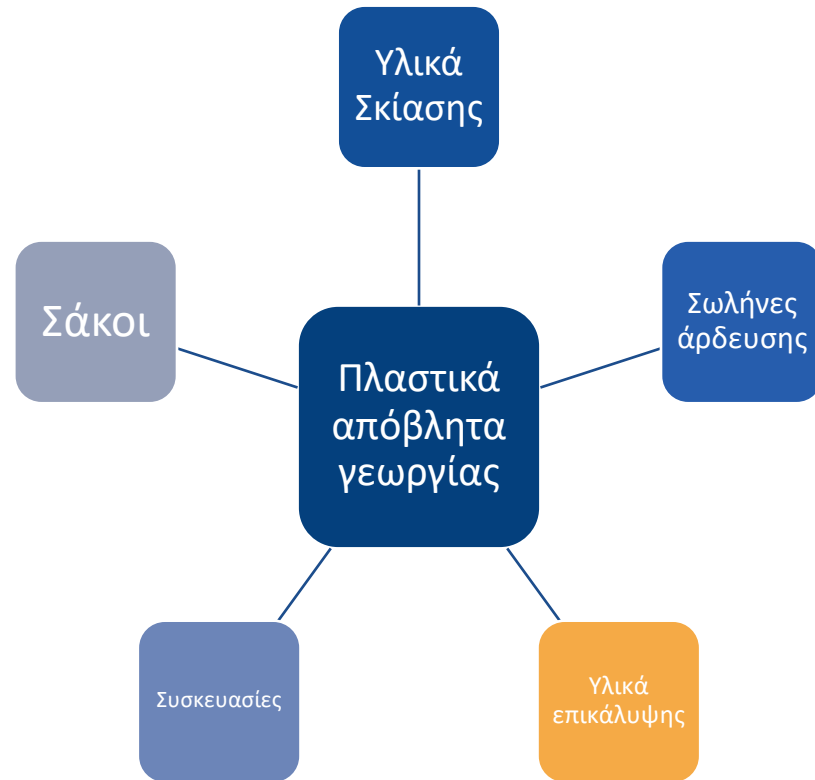 Υλικά
Σκίασης
Σωλήνες
άρδευσης
Σάκοι
Πλαστικά
απόβλητα
γεωργίας
Συσκευασίες
Υλικά
επικάλυψης